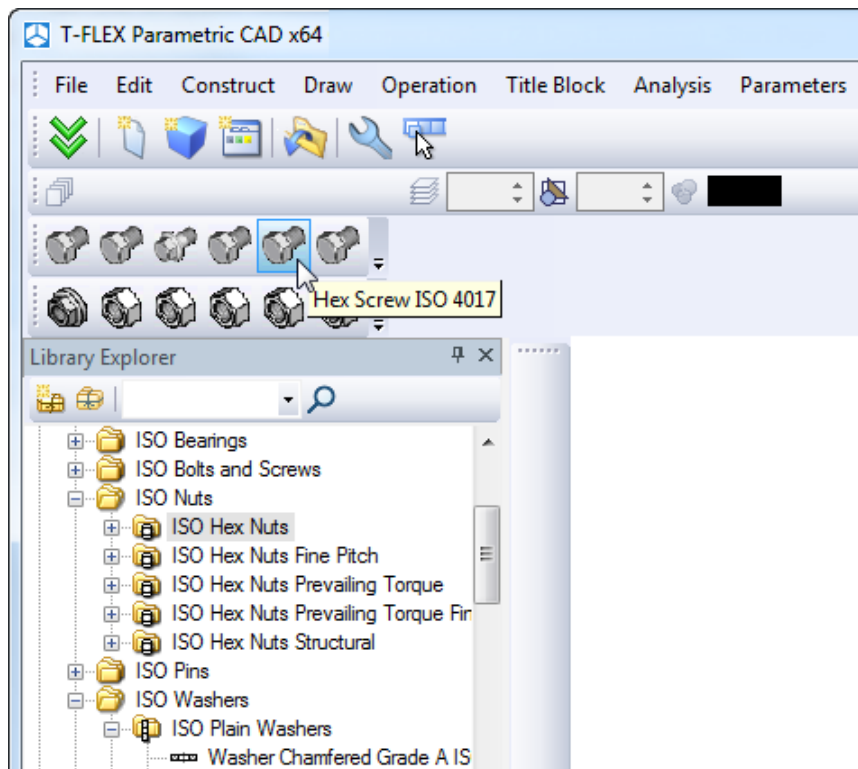 T-FLEX Parametric CAD x64
File Edit Construct Draw Operation Title Block Analysis Parameters
Hex Screw ISO 4017
Library Explorer
ISO Bearings
ISO Bolts and Screws
ISO Nuts
ISO Hex Nuts
ISO Hex Nuts Fine Pitch
ISO Hex Nuts Prevailing Torque
ISO Hex Nuts Prevailing Torque Fin
ISO Hex Nuts Structural
ISO Pins
ISO Washers
ISO Plain Washers
Washer Chamfered Grade A IS